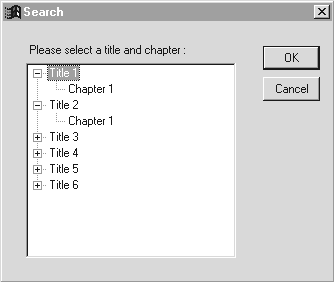 Search
Please select a title and chapter :
OK
Cancel
Title 1
Chapter 1
Title 2
Chapter 1
Title 3
Title 4
Title 5
Title 6